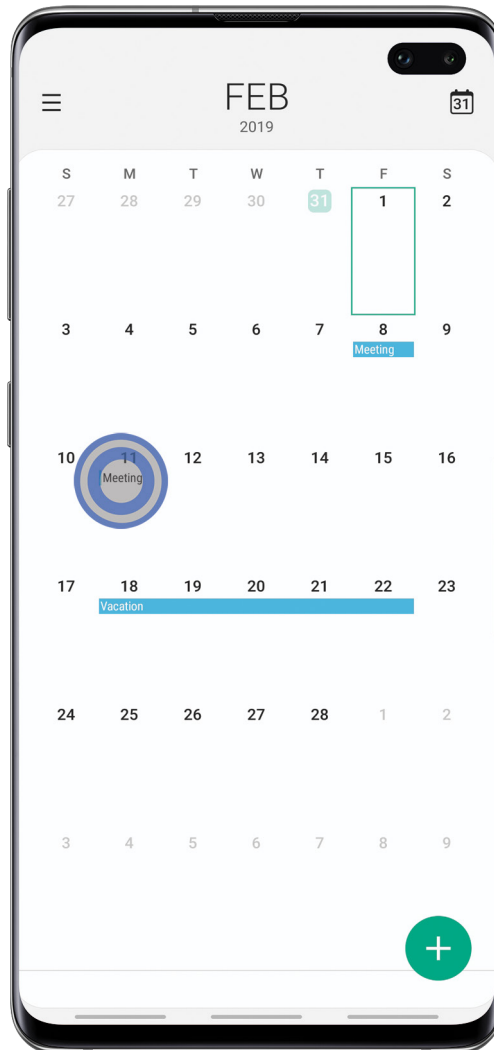 FEB
31
2019
S M T W T F S
27 28 29 30 31 1 2
3 4 5 6 7 8 9
Meeting
10 11 12 13 14 15 16
Meeting
17 18 19 20 21 22 23
Vacation
24 25 26 27 28 1 2
3 4 5 6 7 8 9